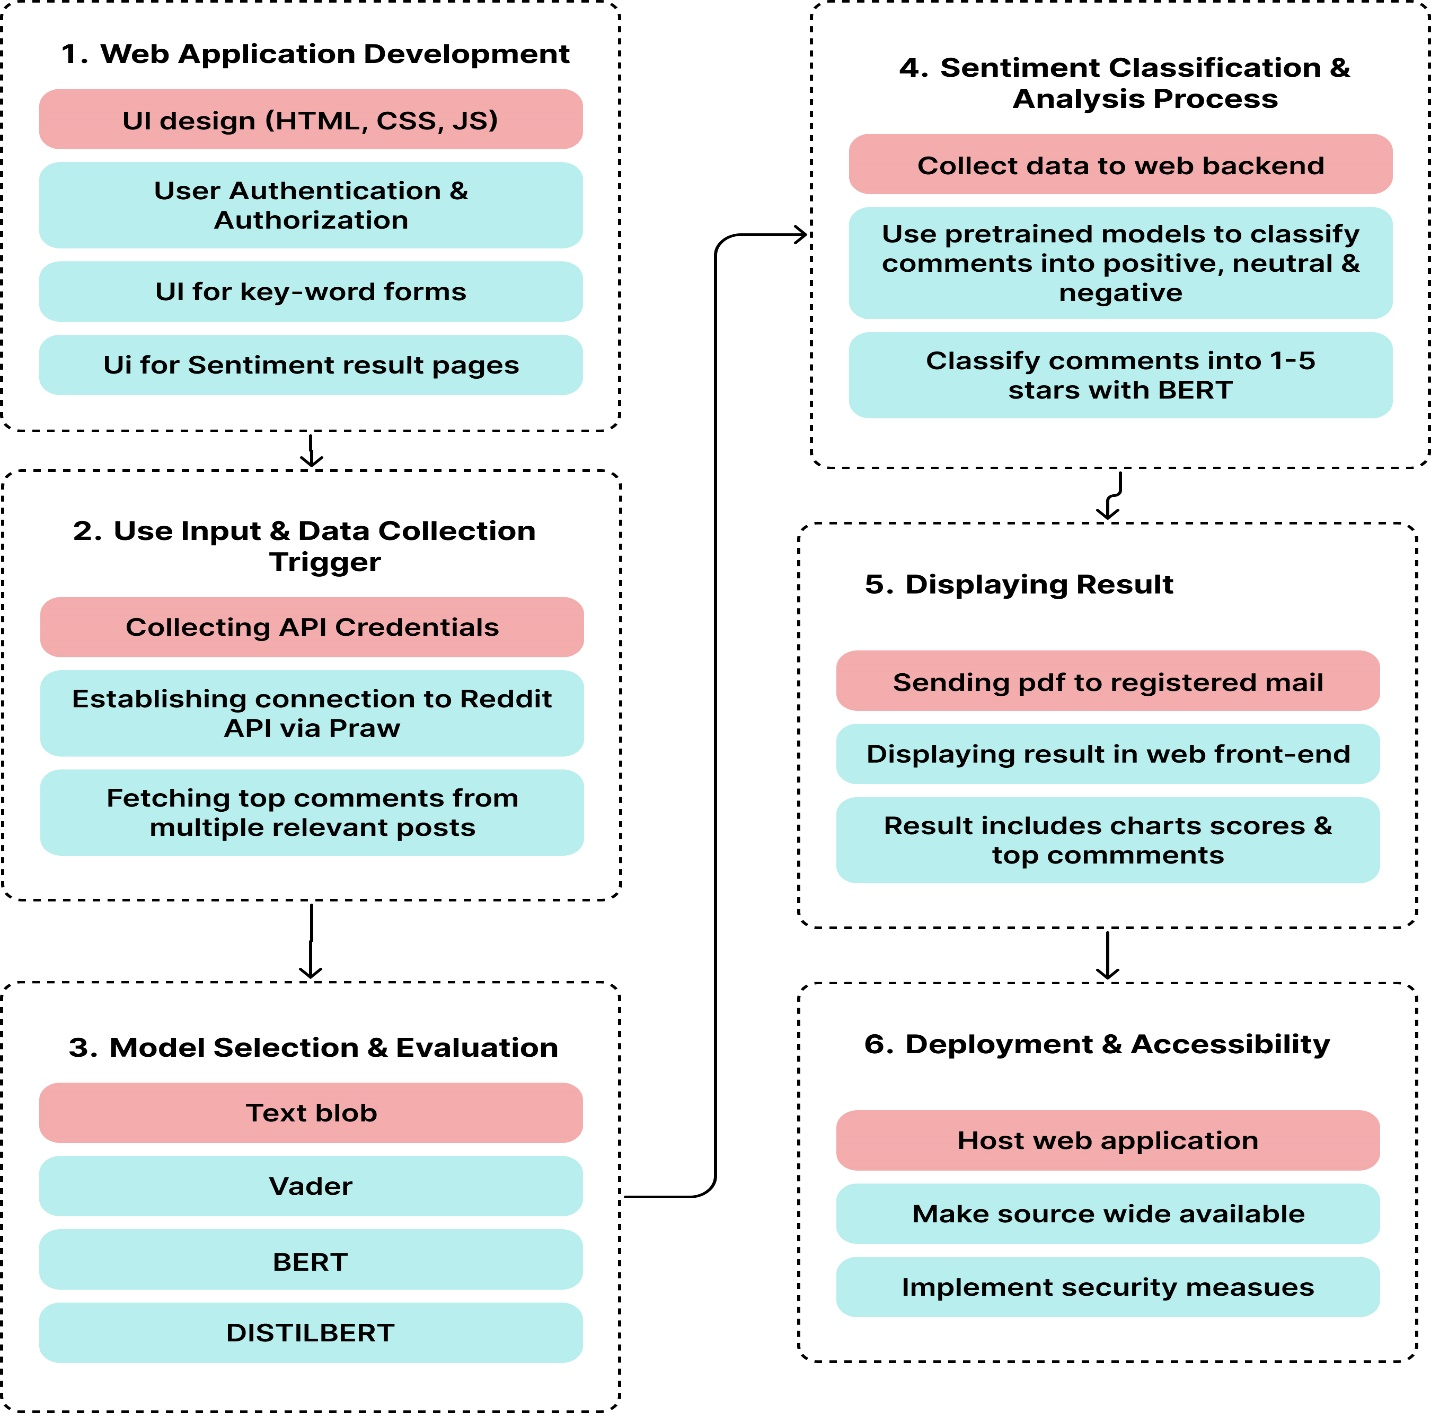 1. Web Application Development
UI design (HTML, CSS, JS)
User Authentication &
Authorization
UI for key-word forms
Ui for Sentiment result pages
2. Use Input & Data Collection
Trigger
Collecting API Credentials
Establishing connection to Reddit
API via Praw
Fetching top comments from
multiple relevant posts
3. Model Selection & Evaluation
Text blob
Vader
BERT
DISTILBERT
4. Sentiment Classification &
Analysis Process
Collect data to web backend
Use pretrained models to classify
comments into positive, neutral &
negative
Classify comments into 1-5
stars with BERT
5. Displaying Result
Sending pdf to registered mail
Displaying result in web front-end
Result includes charts scores &
top commments
6. Deployment & Accessibility
Host web application
Make source wide available
Implement security measues